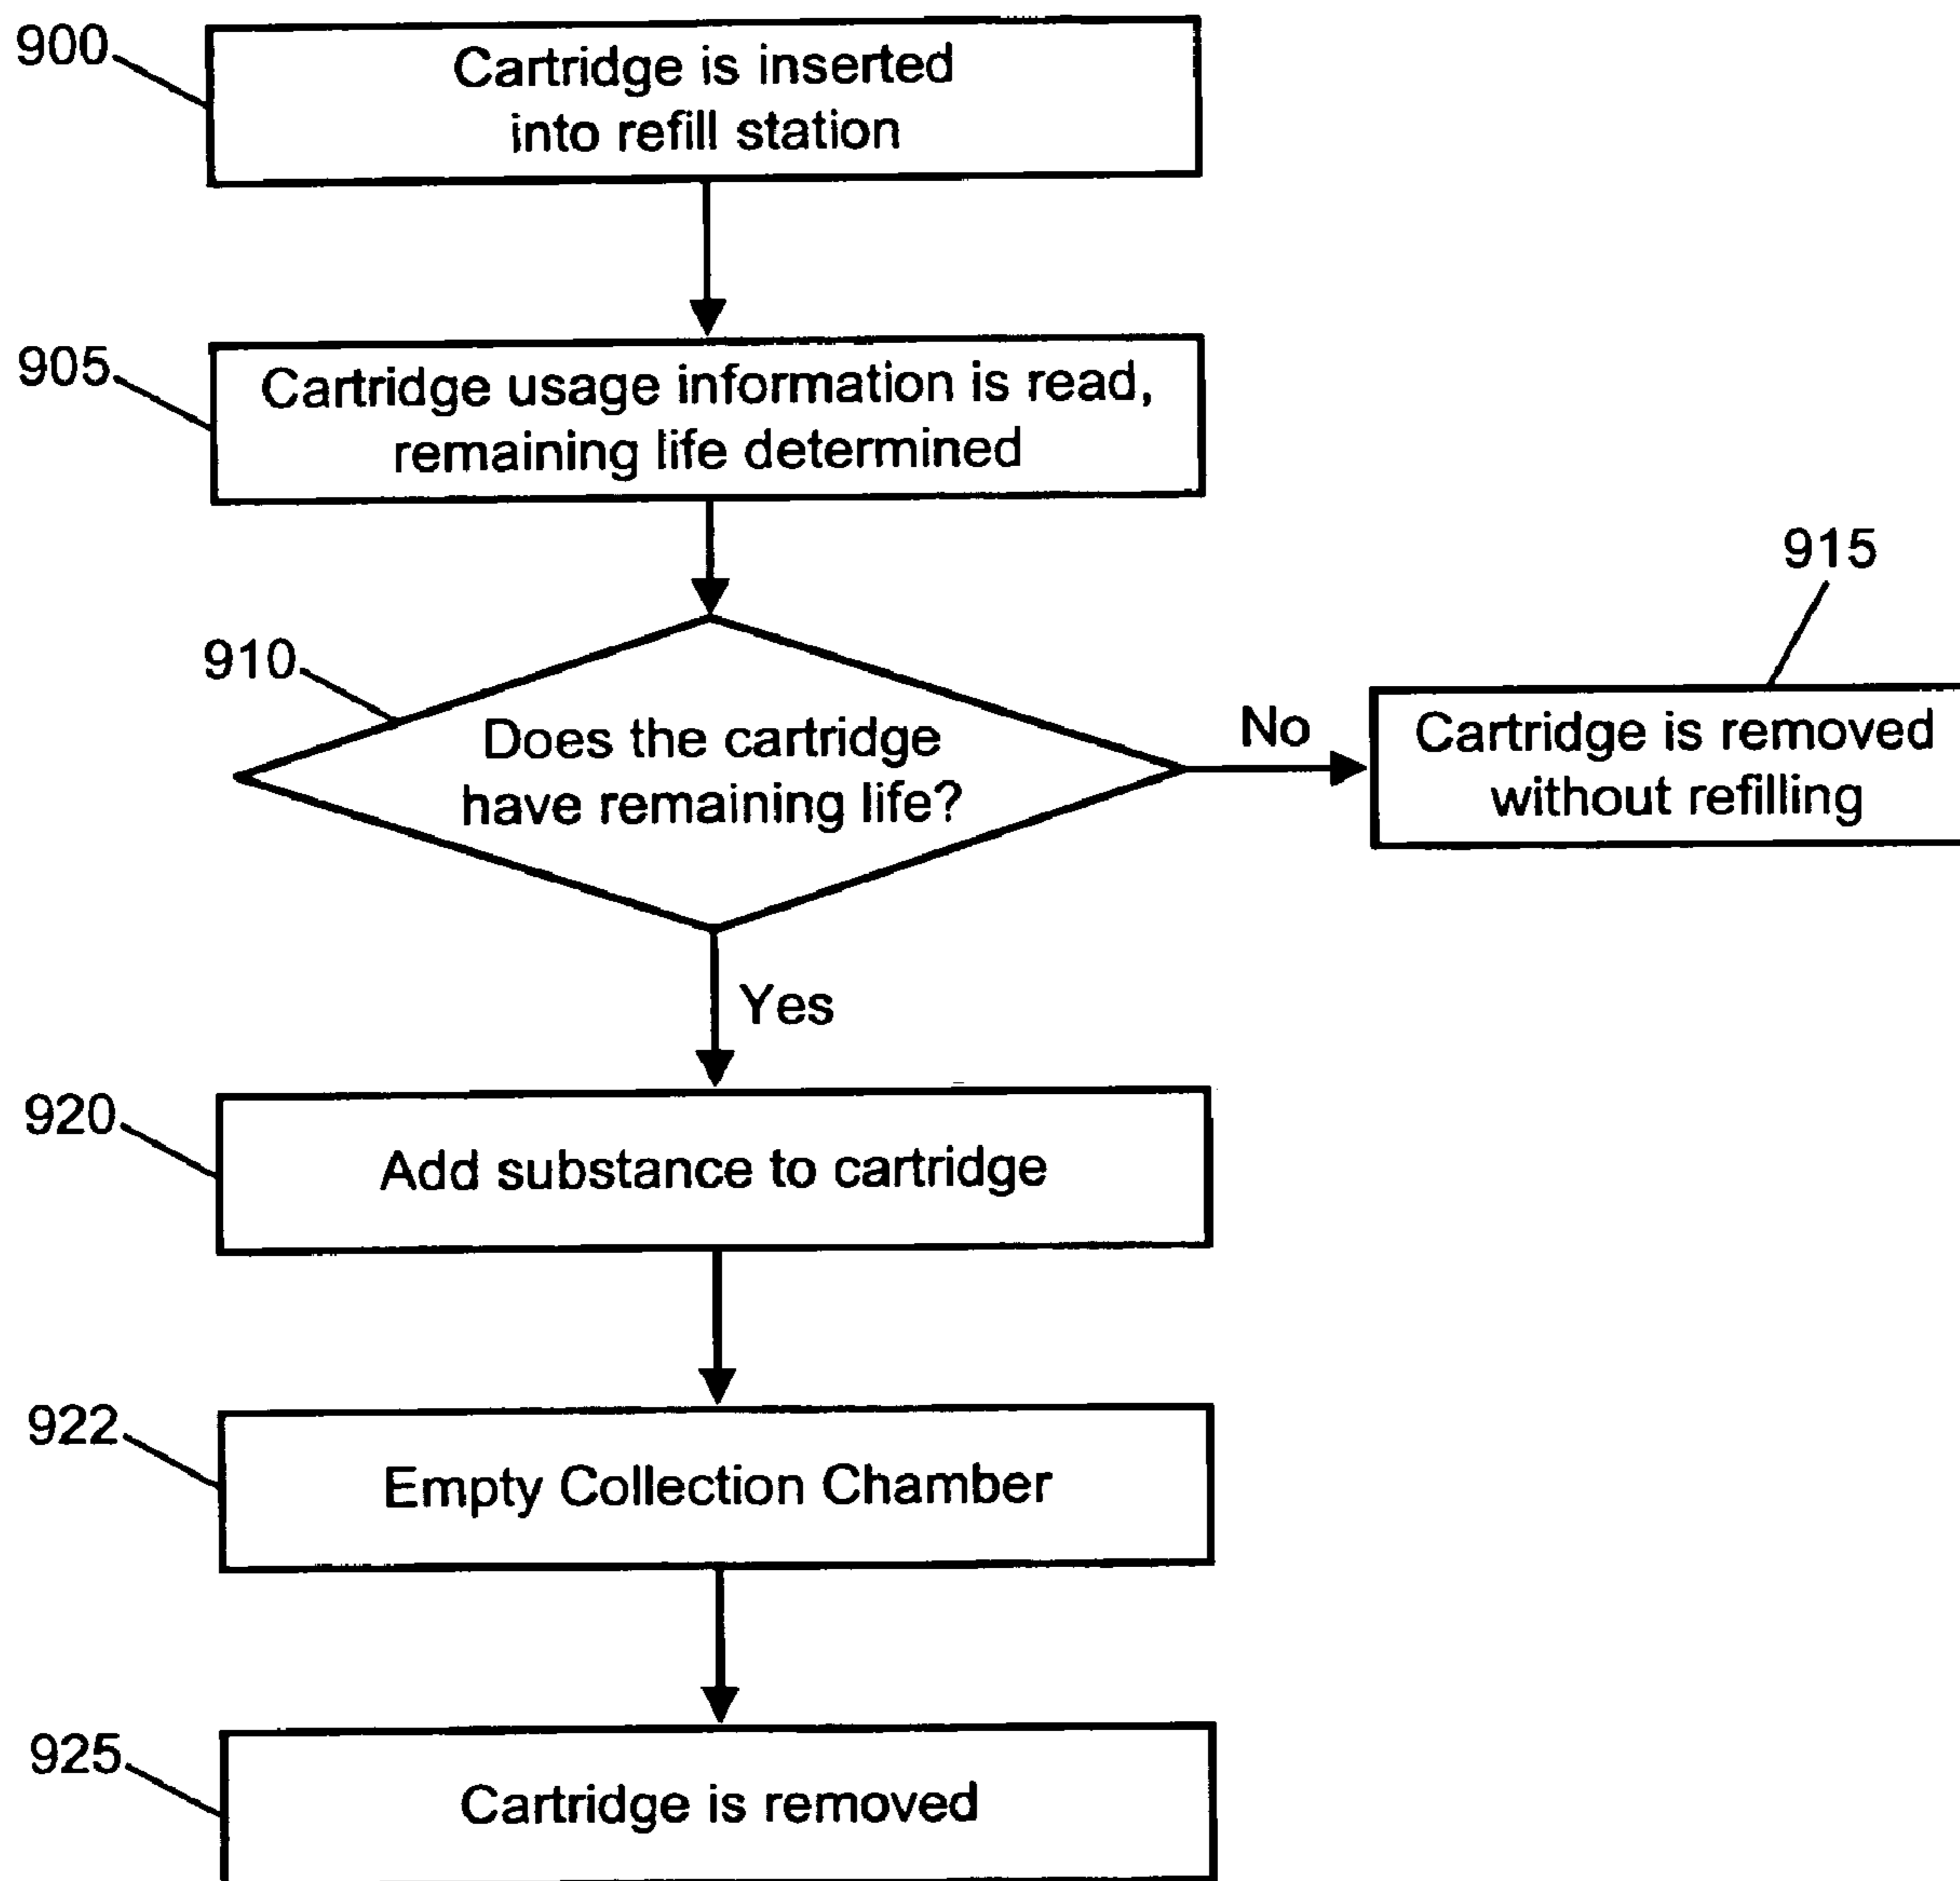 900
Cartridge is inserted
into refill station
905
Cartridge usage information is read,
remaining life determined
915
910
Does the cartridge
have remaining life?
No
Cartridge is removed
without refilling
Yes
920
Add substance to cartridge
922
Empty Collection Chamber
925
Cartridge is removed